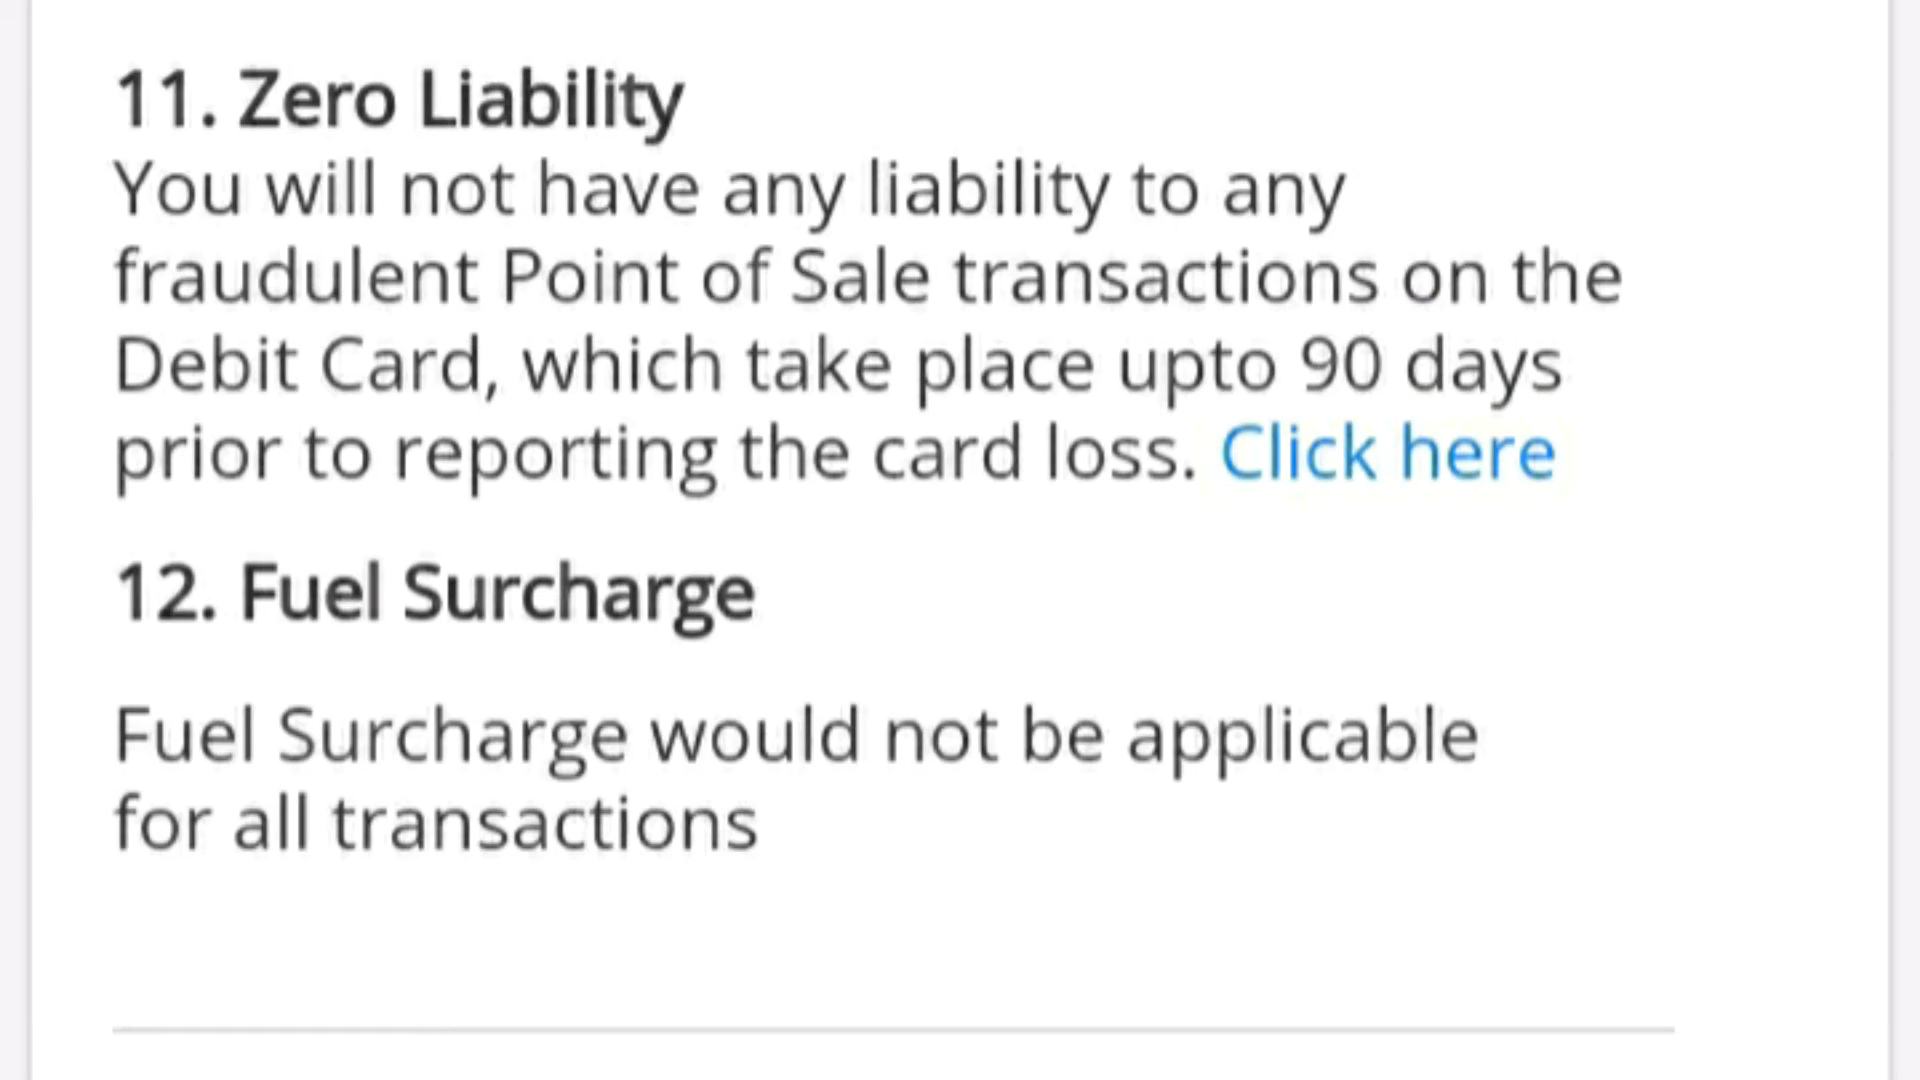 11. Zero Liability
You will not have any liability to any
fraudulent Point of Sale transactions on the
Debit Card, which take place upto 90 days
prior to reporting the card loss. Click here
12. Fuel Surcharge
Fuel Surcharge would not be applicable
for all transactions